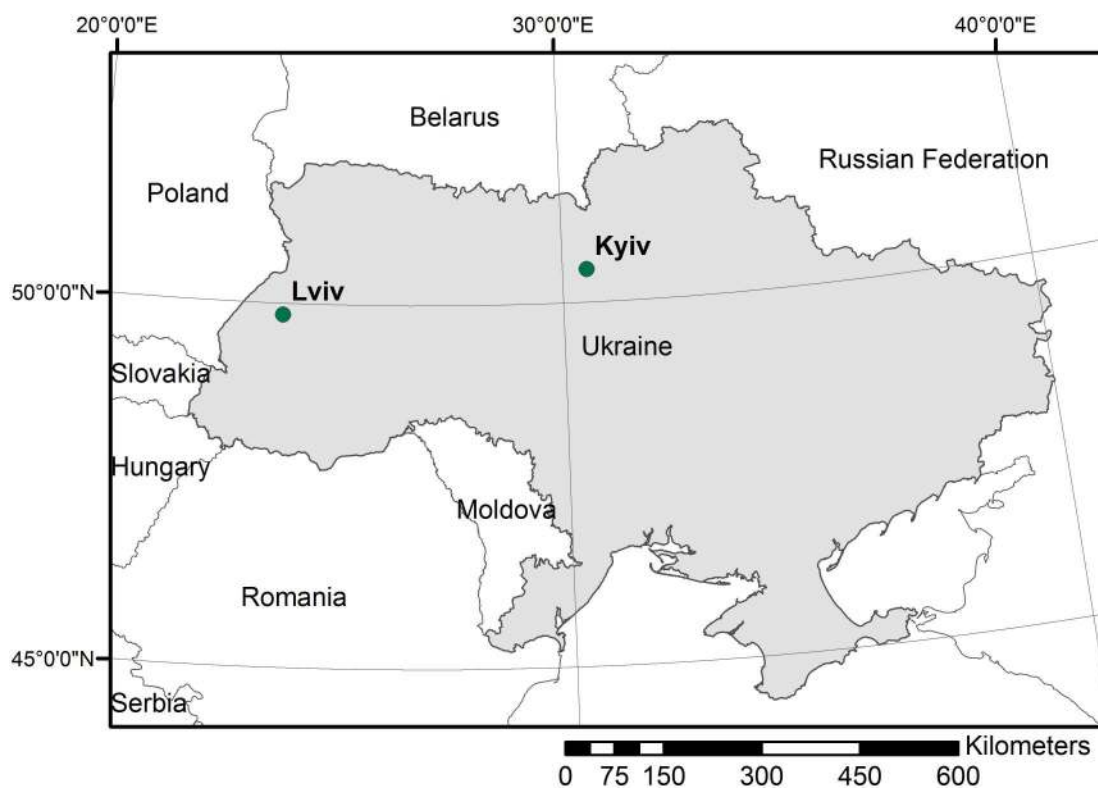 20°0'0"E 30°0'0"E 40°0'0"E
Belarus
Russian Federation
Poland
Kyiv
50°0'0"N
Lviv
Ukraine
Slovakia
Hungary
Moldova
Romania
45°0'0"N
Serbia
Kilometers
0 75 150 300 450 600